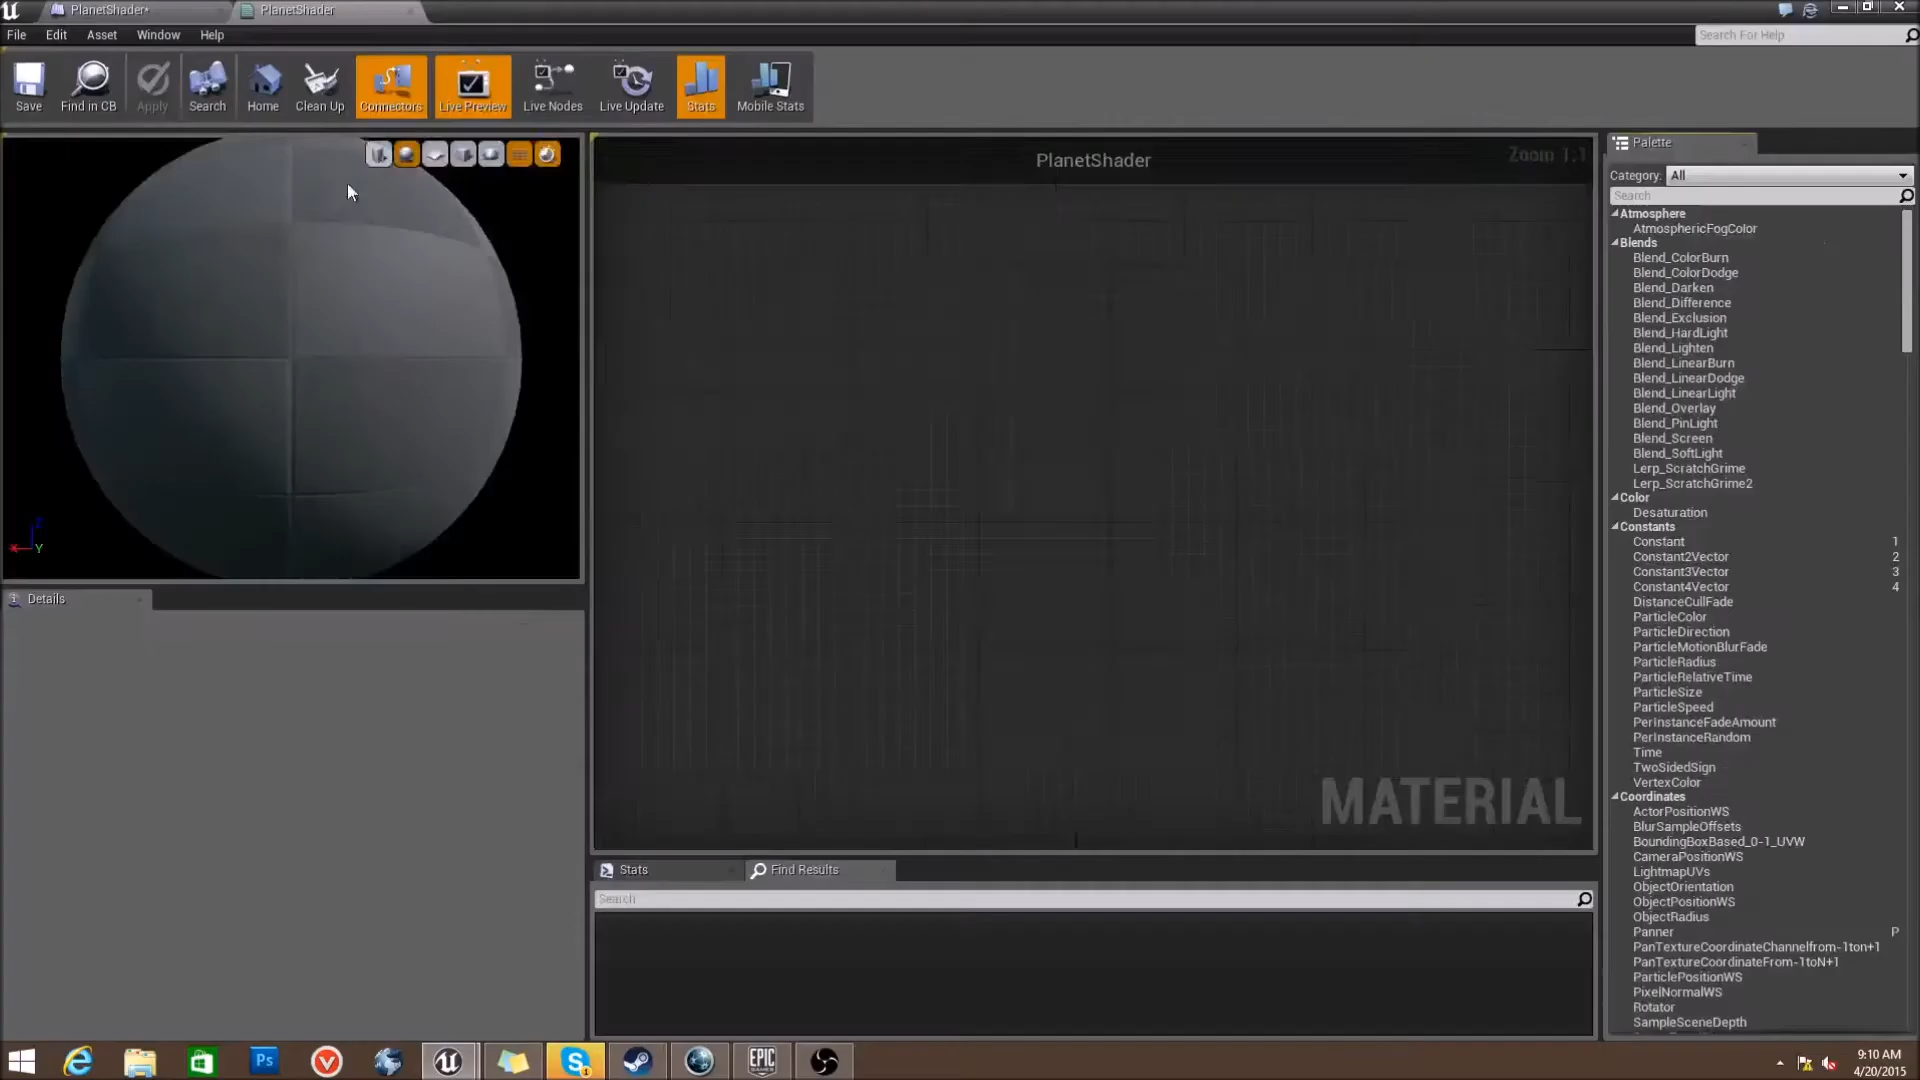 PlanetShader*
PlanetShader
File Edit Asset Window Help
Search For Help
Save Find in CB Apply Search Home Clean Up Connectors Live Preview Live Nodes Live Update Stats Mobile Stats
PlanetShader
Zoom 1:1
Palette
Category: All
Search
Atmosphere
AtmosphericFogColor
Blends
Blend_ColorBurn
Blend_ColorDodge
Blend_Darken
Blend_Difference
Blend_Exclusion
Blend_HardLight
Blend_Lighten
Blend_LinearBurn
Blend_LinearDodge
Blend_LinearLight
Blend_Overlay
Blend_PinLight
Blend_Screen
Blend_SoftLight
Lerp_ScratchGrime
Lerp_ScratchGrime2
Color
Desaturation
Constants
Constant 1
Constant2Vector 2
Constant3Vector 3
Constant4Vector 4
DistanceCullFade
ParticleColor
ParticleDirection
ParticleMotionBlurFade
ParticleRadius
ParticleRelativeTime
ParticleSize
ParticleSpeed
PerInstanceFadeAmount
PerInstanceRandom
Time
TwoSidedSign
VertexColor
Coordinates
ActorPositionWS
BlurSampleOffsets
BoundingBoxBased_0-1_UVW
CameraPositionWS
LightmapUVs
ObjectOrientation
ObjectPositionWS
ObjectRadius
Panner P
PanTextureCoordinateChannelfrom-1ton+1
PanTextureCoordinateFrom-1toN+1
ParticlePositionWS
PixelNormalWS
Rotator
SampleSceneDepth
Z
X Y
Details
MATERIAL
Stats
Find Results
Search
Ps
EPIC GAMES
9:10 AM
4/20/2015